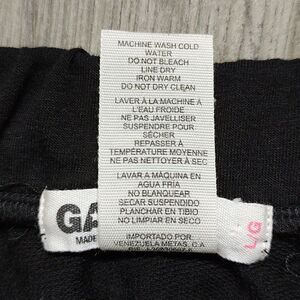 MACHINE WASH COLD
WATER
DO NOT BLEACH
LINE DRY
IRON WARM
DO NOT DRY CLEAN
LAVER À LA MACHINE A
L'EAU FROIDE
NE PAS JAVELLISER
SUSPENDRE POUR
SÉCHER
REPASSER À
TEMPÉRATURE MOYENNE
NE PAS NETTOYER À SEC
LAVAR A MÁQUINA EN
AGUA FRÍA
NO BLANQUEAR
SECAR SUSPENDIDO
PLANCHAR EN TIBIO
NO LIMPIAR EN SECO
IMPORTADO POR
VENEZUELA METAS, C.A
GA
MADE
L/G